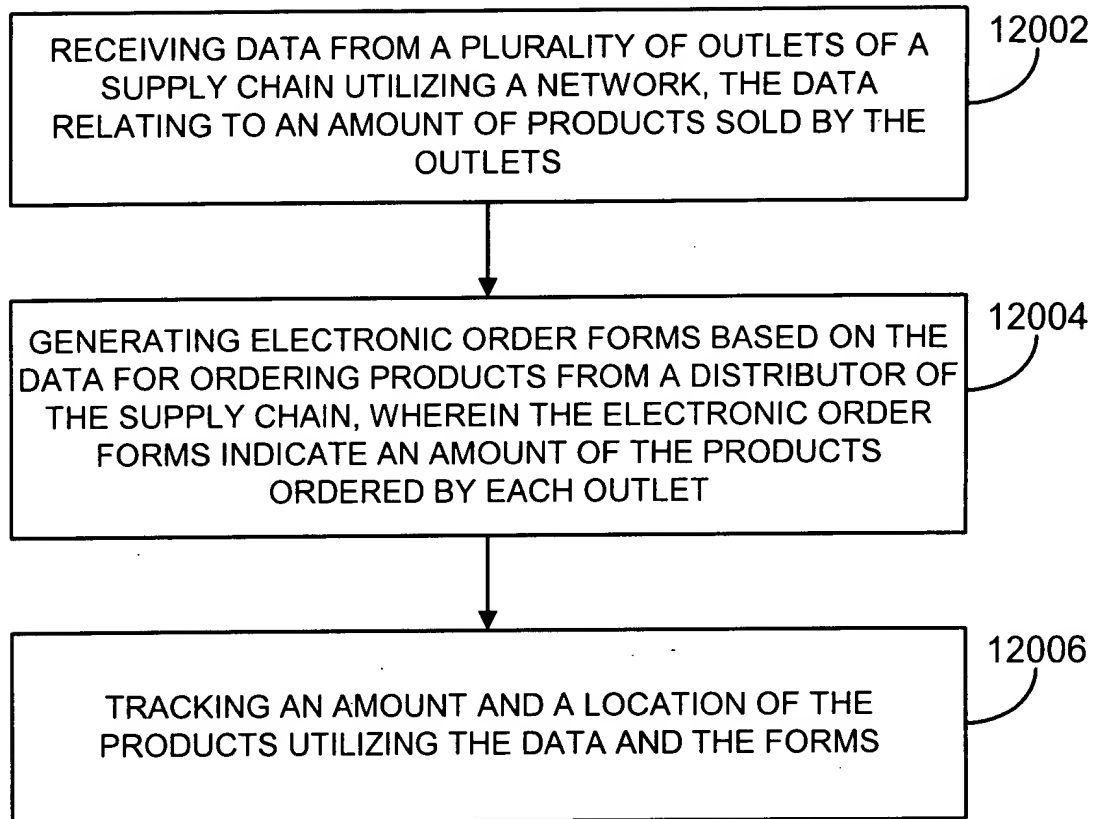 RECEIVING DATA FROM A PLURALITY OF OUTLETS OF A
SUPPLY CHAIN UTILIZING A NETWORK, THE DATA
RELATING TO AN AMOUNT OF PRODUCTS SOLD BY THE
OUTLETS
12002
GENERATING ELECTRONIC ORDER FORMS BASED ON THE
DATA FOR ORDERING PRODUCTS FROM A DISTRIBUTOR OF
THE SUPPLY CHAIN, WHEREIN THE ELECTRONIC ORDER
FORMS INDICATE AN AMOUNT OF THE PRODUCTS
ORDERED BY EACH OUTLET
12004
TRACKING AN AMOUNT AND A LOCATION OF THE
PRODUCTS UTILIZING THE DATA AND THE FORMS
12006